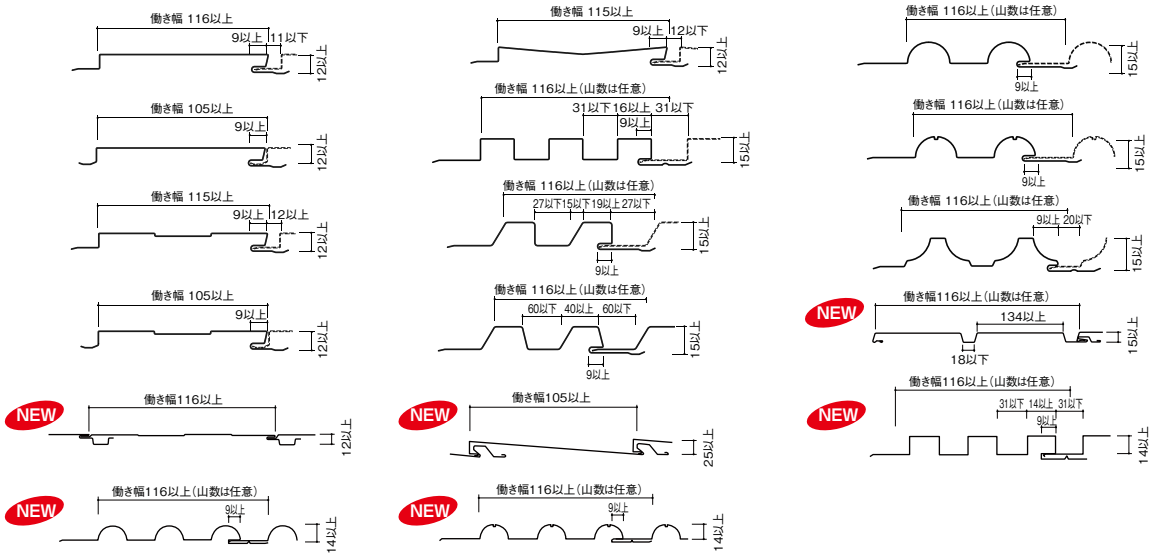 働き幅 116以上
9以上 11以下
12以上
働き幅 105以上
9以上
12以上
働き幅 115以上
9以上 12以下
12以上
働き幅 105以上
9以上
12以上
NEW
働き幅116以上
12以上
NEW
働き幅116以上(山数は任意)
9以上
14以上
働き幅 115以上
9以上 12以下
12以上
働き幅 116以上(山数は任意)
31以下 16以上 31以下
9以上
15以上
働き幅 116以上(山数は任意)
27以下 15以下 19以上 27以下
15以上
9以上
働き幅 116以上(山数は任意)
60以下 40以上 60以下
15以上
9以上
NEW
働き幅105以上
25以上
NEW
働き幅116以上(山数は任意)
9以上
14以上
働き幅 116以上(山数は任意)
15以上
9以上
働き幅 116以上(山数は任意)
15以上
9以上
働き幅 116以上(山数は任意)
9以上 20以下
15以上
NEW
働き幅116以上(山数は任意)
134以上
15以上
18以下
NEW
働き幅116以上(山数は任意)
31以下 14以上 31以下
9以上
14以上